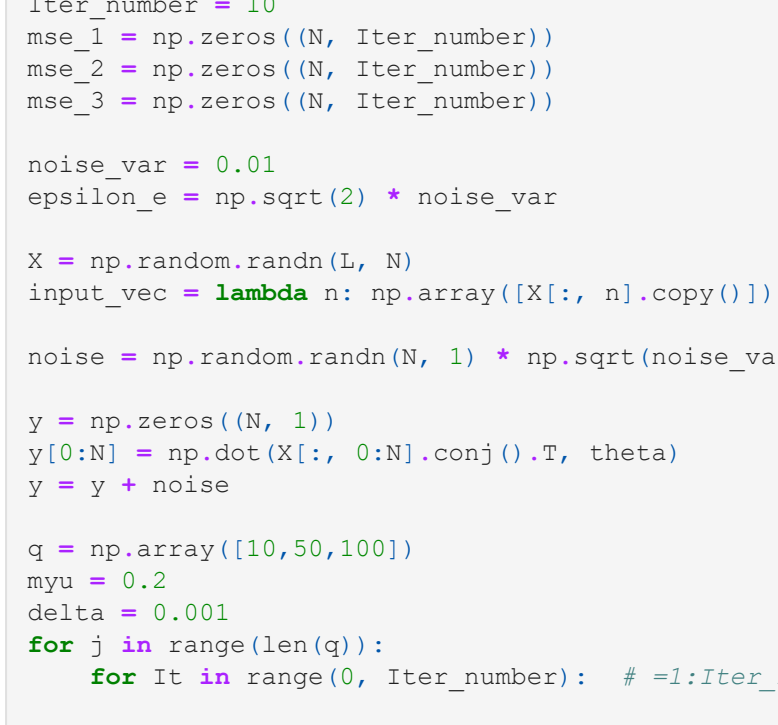 Iter_number = 10
mse_1 = np.zeros((N, Iter_number))
mse_2 = np.zeros((N, Iter_number))
mse_3 = np.zeros((N, Iter_number))
noise_var = 0.01
epsilon_e = np.sqrt(2) * noise_var
X = np.random.randn(L, N)
input_vec = lambda n: np.array([X[:, n].copy()])
noise = np.random.randn(N, 1) * np.sqrt(noise_va
y = np.zeros((N, 1))
y[0:N] = np.dot(X[:, 0:N].conj().T, theta)
y = y + noise
q = np.array([10,50,100])
myu = 0.2
delta = 0.001
for j in range(len(q)):
    for It in range(0, Iter_number):  # =1:Iter_